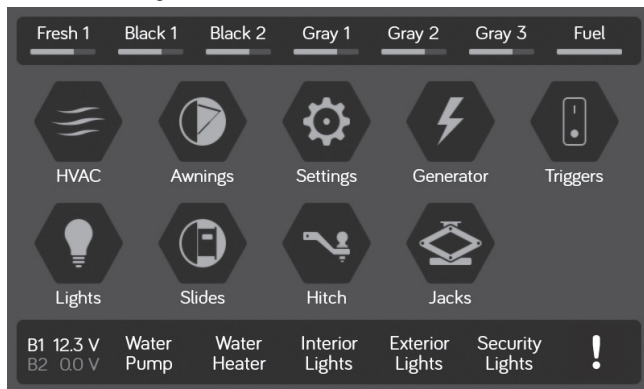 Fresh 1 Black 1 Black 2 Gray 1 Gray 2 Gray 3 Fuel
HVAC Awnings Settings Generator Triggers
Lights Slides Hitch Jacks
B1 12.3 V Water Water Interior Exterior Security
B2 0.0 V Pump Heater Lights Lights Lights !